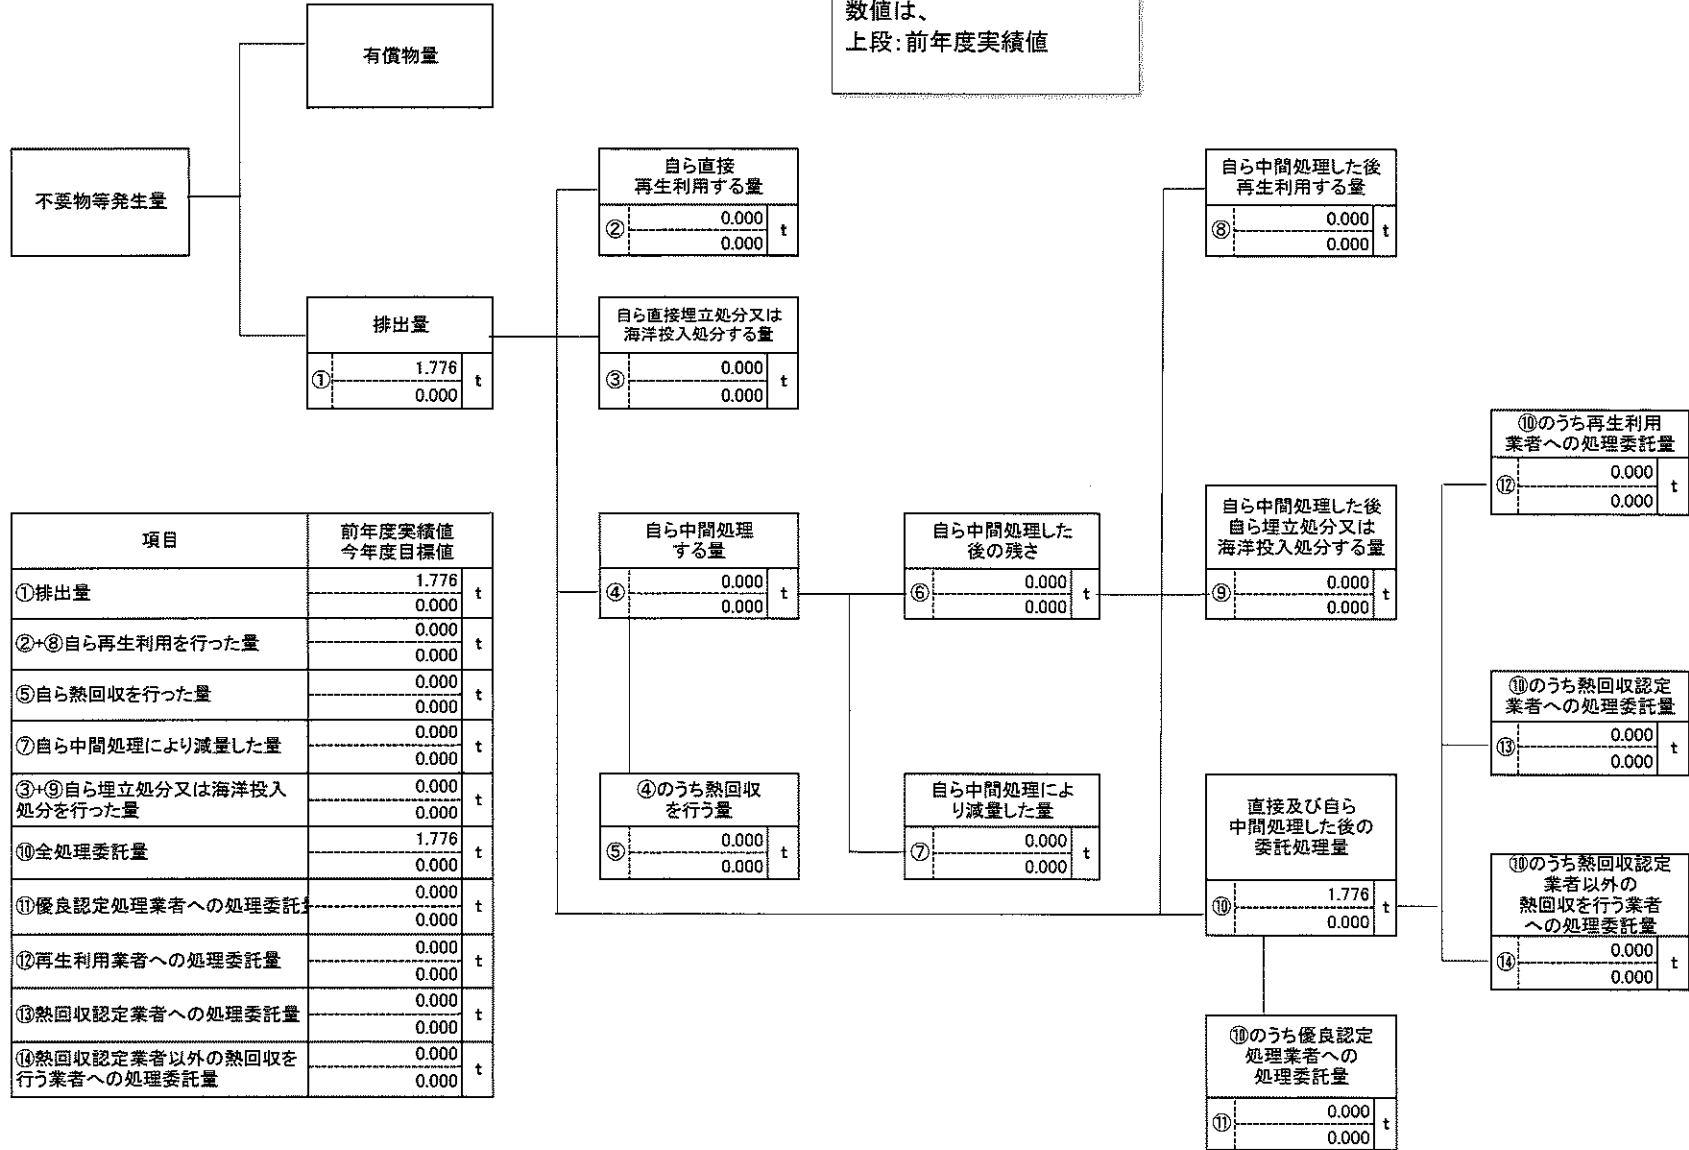 数値は、
上段:前年度実績値
有償物量
不要物等発生量
排出量
① 1.776 t
0.000
自ら直接
再生利用する量
② 0.000 t
0.000
自ら直接埋立処分又は
海洋投入処分する量
③ 0.000 t
0.000
自ら中間処理した後
再生利用する量
⑧ 0.000 t
0.000
自ら中間処理
する量
④ 0.000 t
0.000
自ら中間処理した
後の残さ
⑥ 0.000 t
0.000
自ら中間処理した後
自ら埋立処分又は
海洋投入処分する量
⑨ 0.000 t
0.000
④のうち熱回収
を行う量
⑤ 0.000 t
0.000
自ら中間処理によ
り減量した量
⑦ 0.000 t
0.000
直接及び自ら
中間処理した後の
委託処理量
⑩ 1.776 t
0.000
⑩のうち再生利用
業者への処理委託量
⑫ 0.000 t
0.000
⑩のうち熱回収認定
業者への処理委託量
⑬ 0.000 t
0.000
⑩のうち熱回収認定
業者以外の
熱回収を行う業者
への処理委託量
⑭ 0.000 t
0.000
⑩のうち優良認定
処理業者への
処理委託量
⑪ 0.000 t
0.000
項目 前年度実績値
今年度目標値
①排出量 1.776 t
0.000
②+⑧自ら再生利用を行った量 0.000 t
0.000
⑤自ら熱回収を行った量 0.000 t
0.000
⑦自ら中間処理により減量した量 0.000 t
0.000
③+⑨自ら埋立処分又は海洋投入
処分を行った量 0.000 t
0.000
⑩全処理委託量 1.776 t
0.000
⑪優良認定処理業者への処理委託 0.000 t
0.000
⑫再生利用業者への処理委託量 0.000 t
0.000
⑬熱回収認定業者への処理委託量 0.000 t
0.000
⑭熱回収認定業者以外の熱回収を
行う業者への処理委託量 0.000 t
0.000